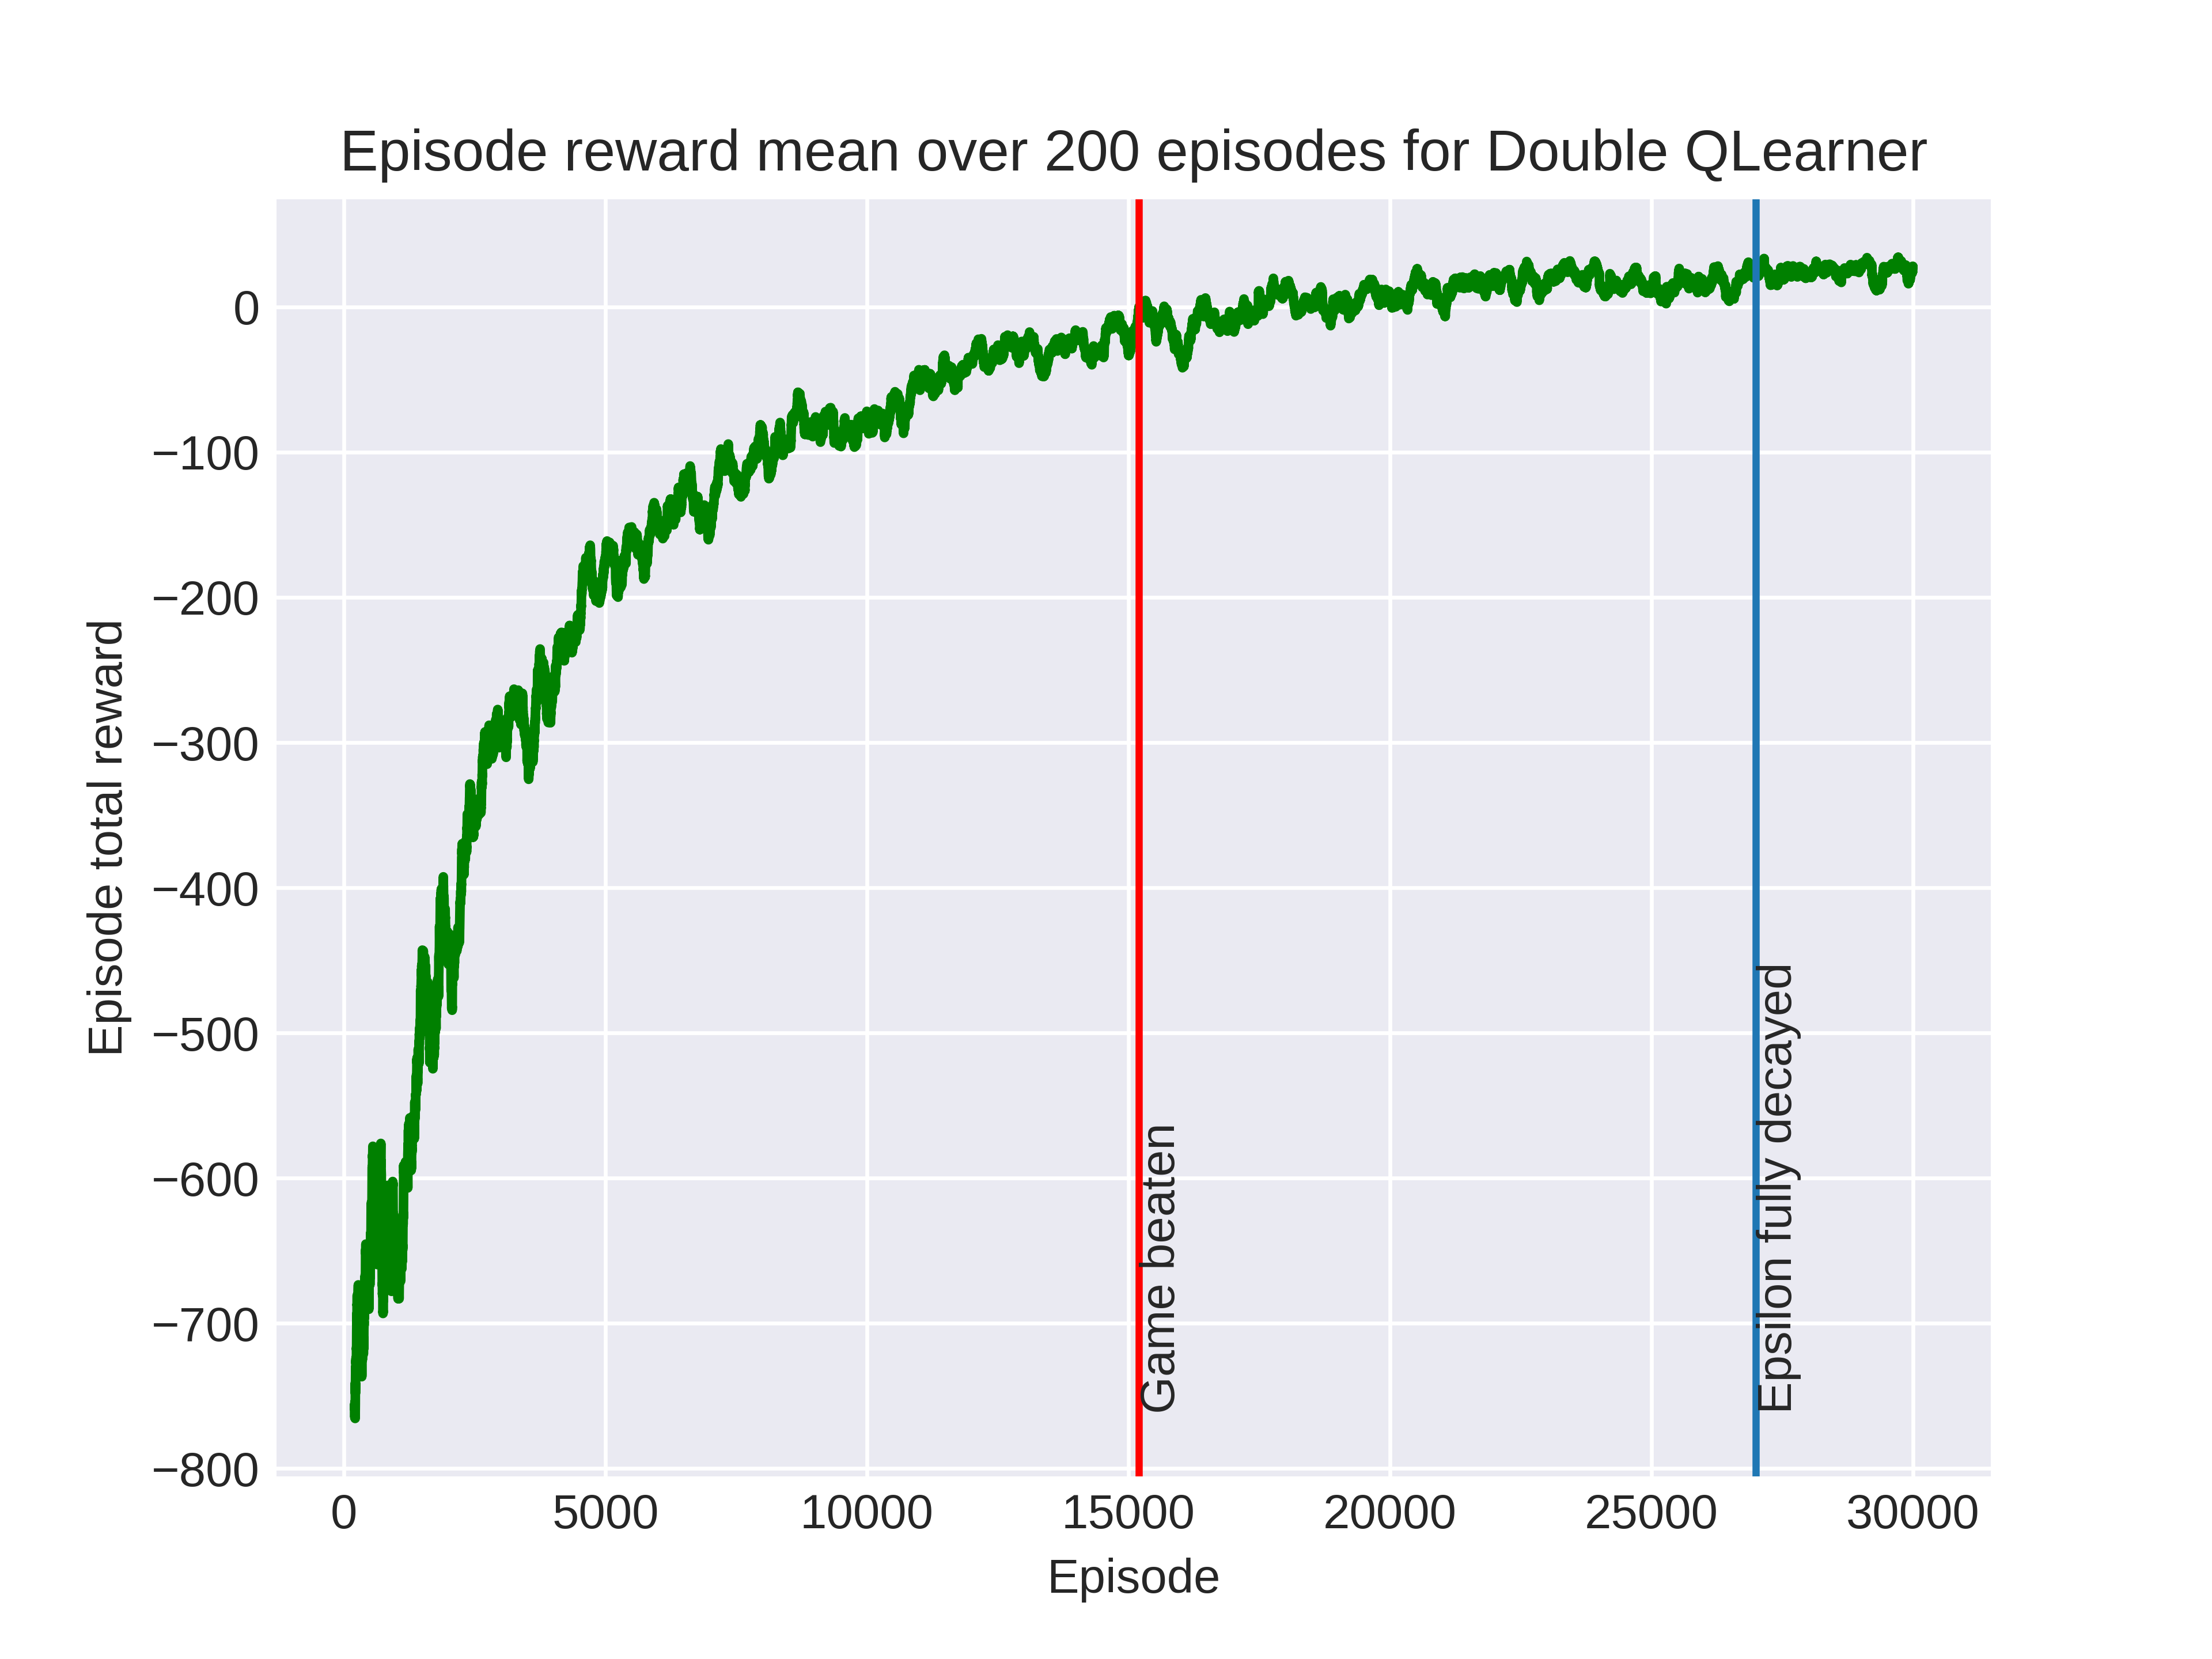 Episode reward mean over 200 episodes for Double QLearner
Episode total reward
0
−100
−200
−300
−400
−500
−600
−700
−800
Game beaten
Epsilon fully decayed
0 5000 10000 15000 20000 25000 30000
Episode